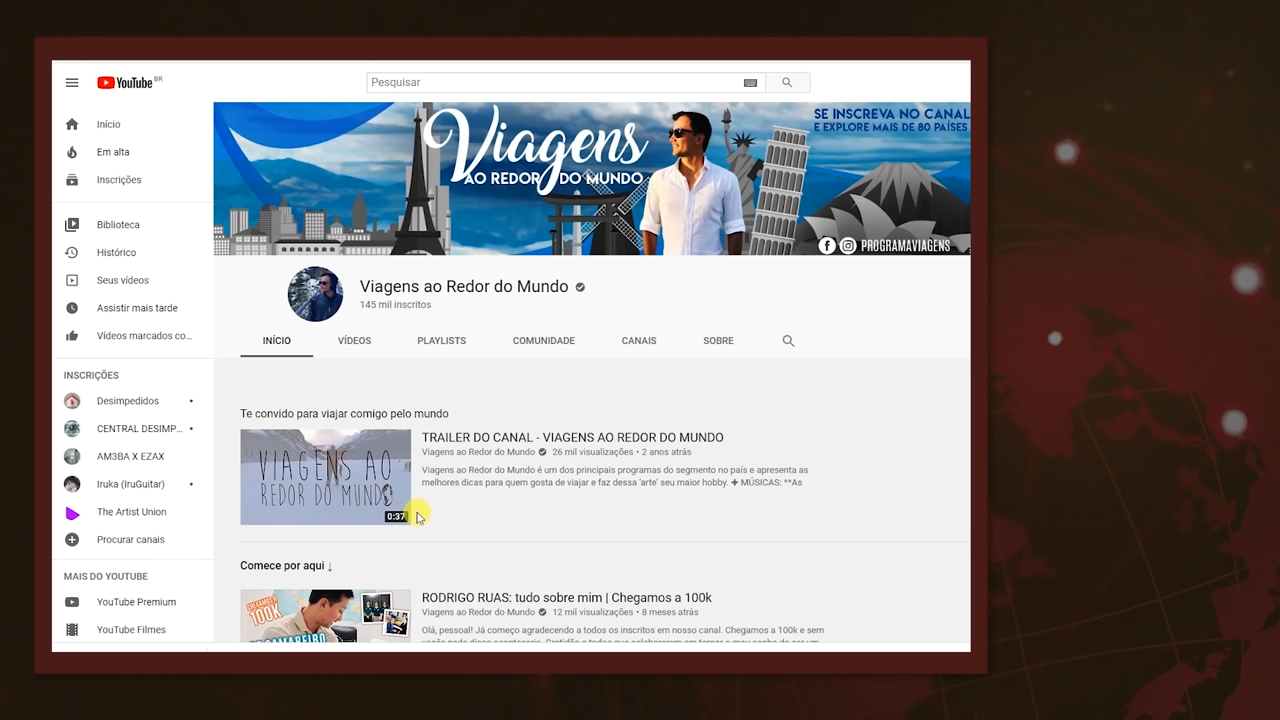 YouTube BR
Pesquisar
Início
Em alta
Inscrições
Biblioteca
Histórico
Seus vídeos
Assistir mais tarde
Vídeos marcados co...
INSCRIÇÕES
Desimpedidos
CENTRAL DESIMP...
AM3BA X EZAX
Iruka (IruGuitar)
The Artist Union
Procurar canais
MAIS DO YOUTUBE
YouTube Premium
YouTube Filmes
Viagens
AO REDOR DO MUNDO
SE INSCREVA NO CANAL
E EXPLORE MAIS DE 80 PAÍSES
PROGRAMAVIAGENS
Viagens ao Redor do Mundo
145 mil inscritos
INÍCIO VÍDEOS PLAYLISTS COMUNIDADE CANAIS SOBRE
Te convido para viajar comigo pelo mundo
VIAGENS AO
REDOR DO MUNDO
0:37
TRAILER DO CANAL - VIAGENS AO REDOR DO MUNDO
Viagens ao Redor do Mundo 26 mil visualizações • 2 anos atrás
Viagens ao Redor do Mundo é um dos principais programas do segmento no país e apresenta as
melhores dicas para quem gosta de viajar e faz dessa 'arte' seu maior hobby. ✚ MÚSICAS: **As
Comece por aqui ↓
CHEGAMOS A
100K
RODRIGO RUAS: tudo sobre mim | Chegamos a 100k
Viagens ao Redor do Mundo 12 mil visualizações • 8 meses atrás
Olá, pessoal! Já começo agradecendo a todos os inscritos em nosso canal. Chegamos a 100k e sem